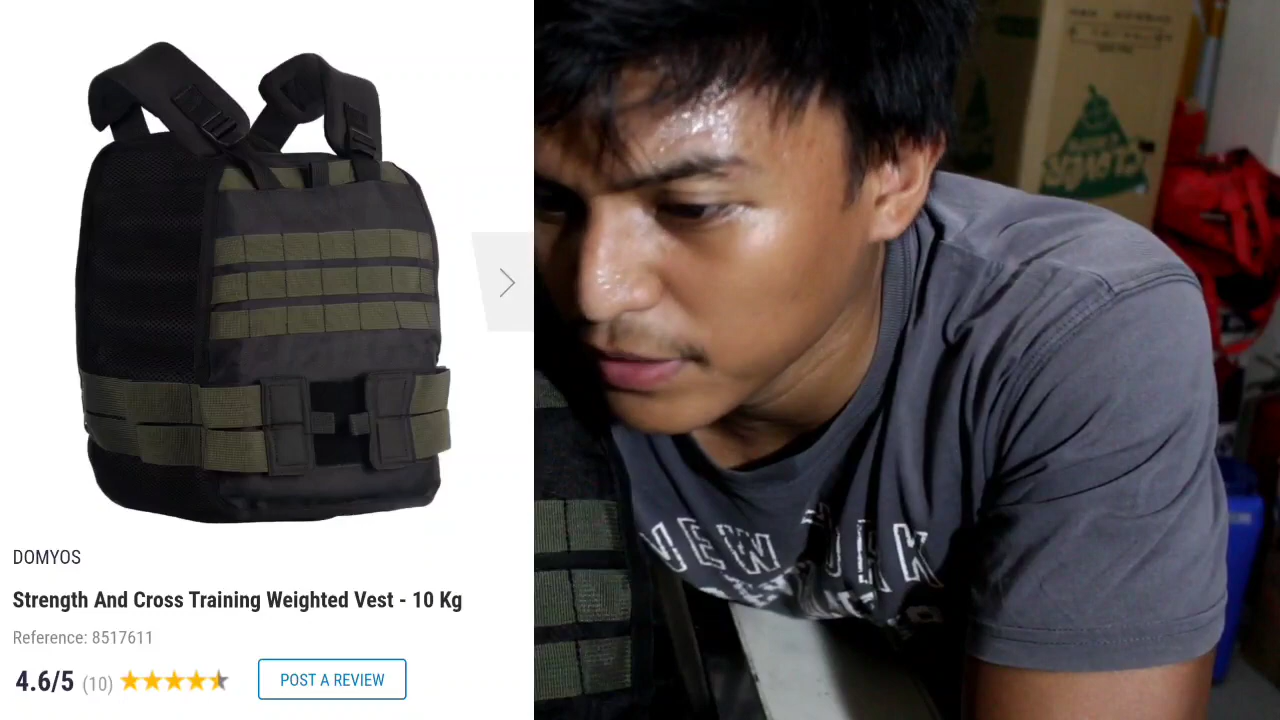 DOMYOS
Strength And Cross Training Weighted Vest - 10 Kg
Reference: 8517611
4.6/5 (10) POST A REVIEW
NEW YORK